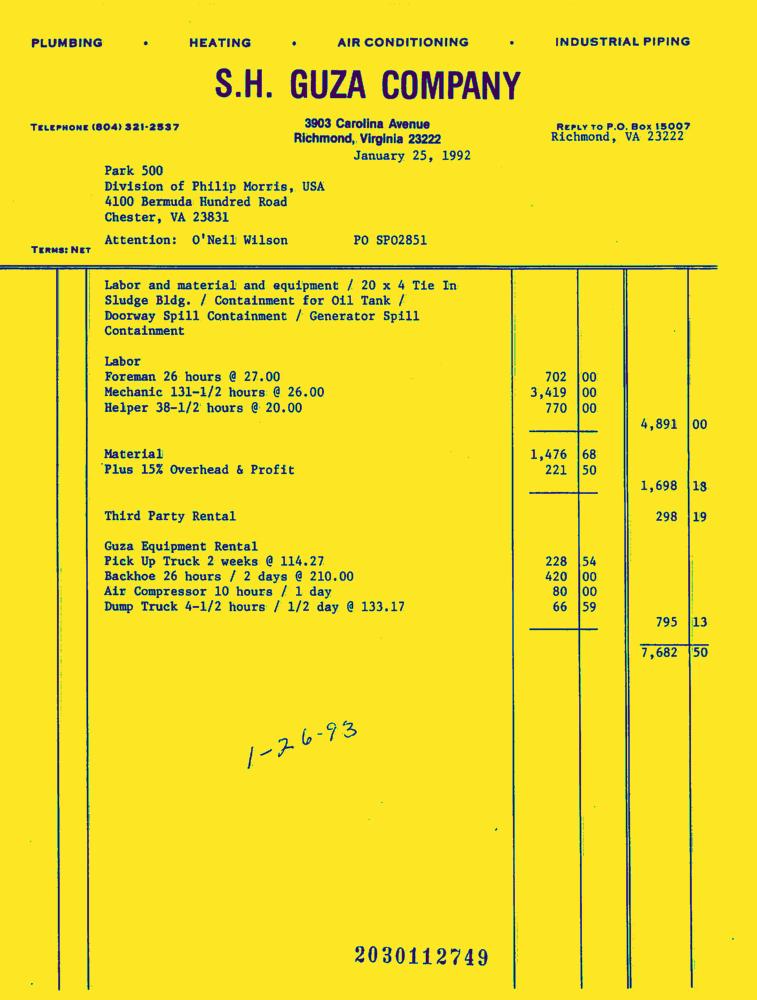 PLUMBING • HEATING • AIR CONDITIONING • INDUSTRIAL PIPING
S.H. GUZA COMPANY
TELEPHONE (804) 321-2537
3903 Carolina Avenue
Richmond, Virginia 23222
REPLY TO P.O. BOX 15007
Richmond, VA 23222
January 25, 1992
Park 500
Division of Philip Morris, USA
4100 Bermuda Hundred Road
Chester, VA 23831
Attention: O'Neil Wilson PO SPO2851
TERMS: NET
Labor and material and equipment / 20 x 4 Tie In
Sludge Bldg. / Containment for Oil Tank /
Doorway Spill Containment / Generator Spill
Containment
Labor
Foreman 26 hours @ 27.00 702 00
Mechanic 131-1/2 hours @ 26.00 3,419 00
Helper 38-1/2 hours @ 20.00 770 00
4,891 00
Material 1,476 68
Plus 15% Overhead & Profit 221 50
1,698 18
Third Party Rental 298 19
Guza Equipment Rental
Pick Up Truck 2 weeks @ 114.27 228 54
Backhoe 26 hours / 2 days @ 210.00 420 00
Air Compressor 10 hours / 1 day 80 00
Dump Truck 4-1/2 hours / 1/2 day @ 133.17 66 59
795 13
7,682 50
1-26-93
2030112749